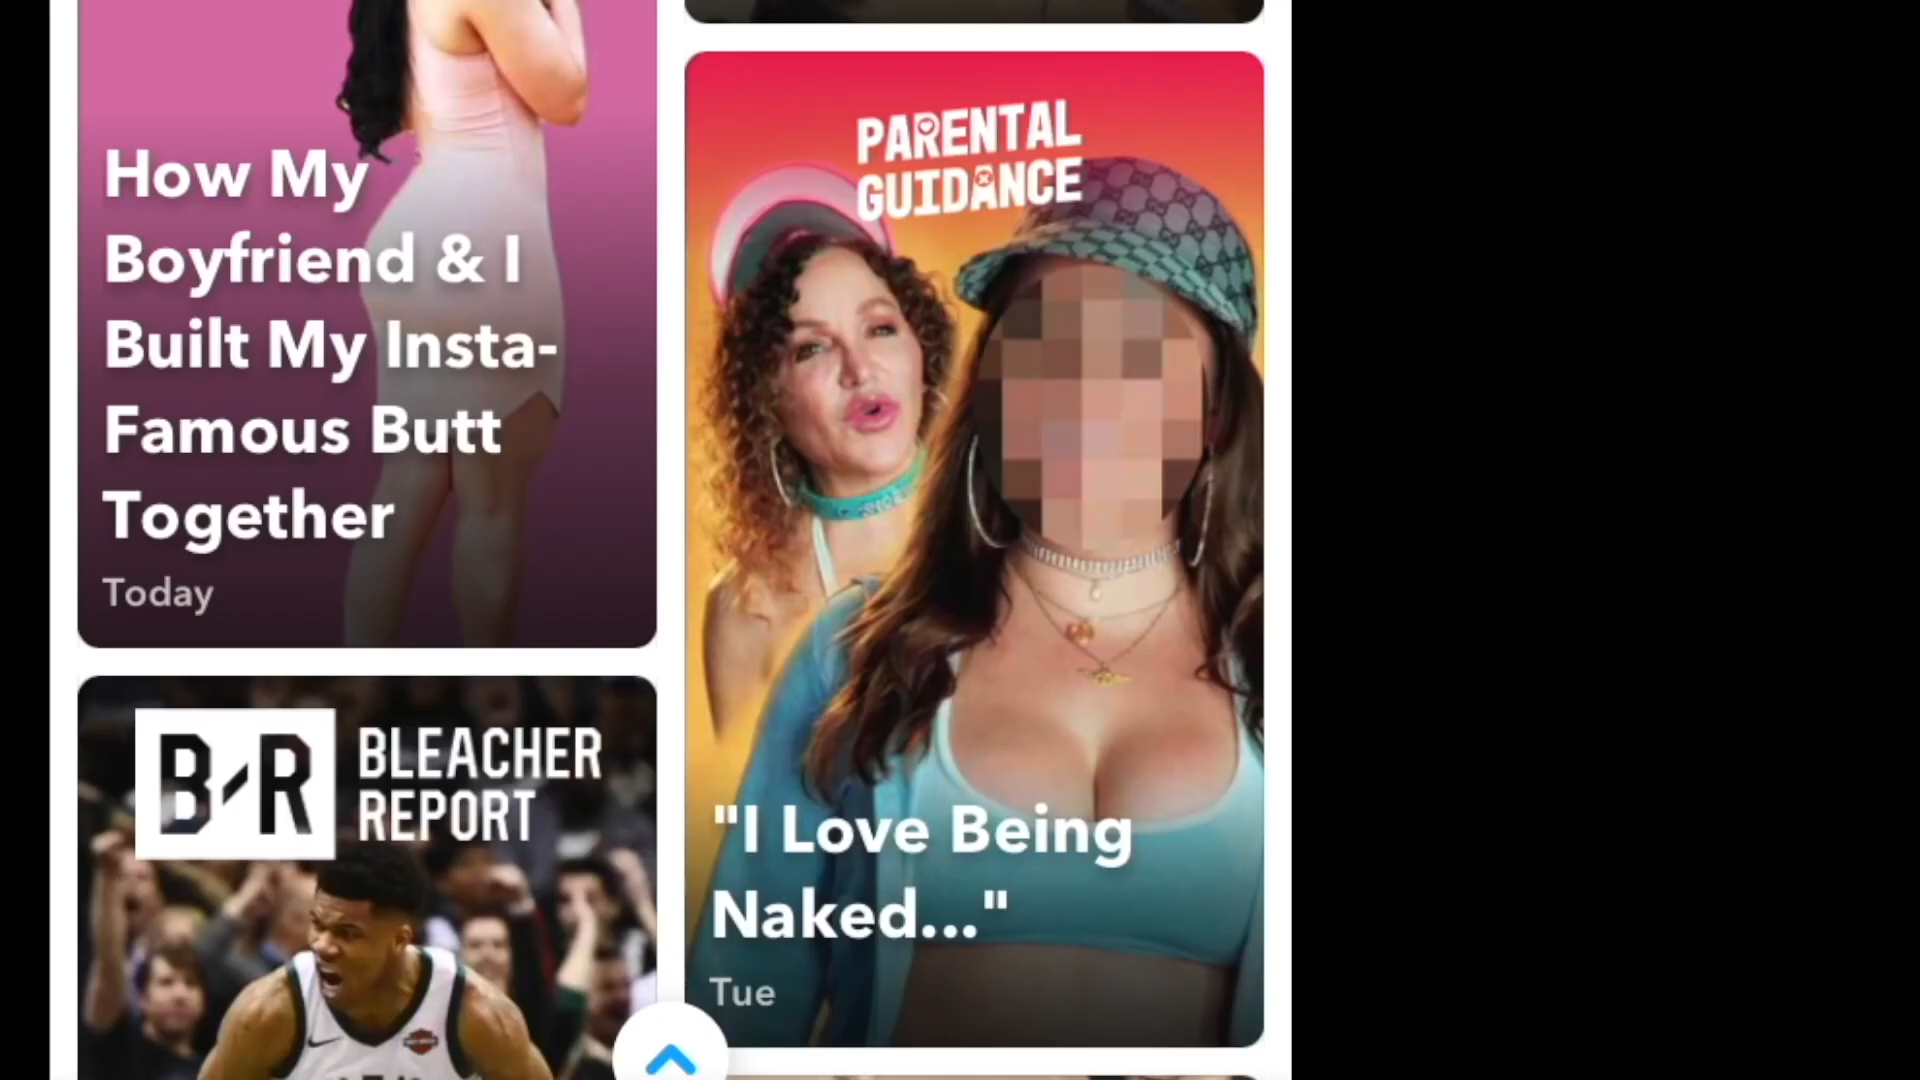 How My
Boyfriend & I
Built My Insta-
Famous Butt
Together
Today
B/R BLEACHER
REPORT
PARENTAL
GUIDANCE
"I Love Being
Naked..."
Tue